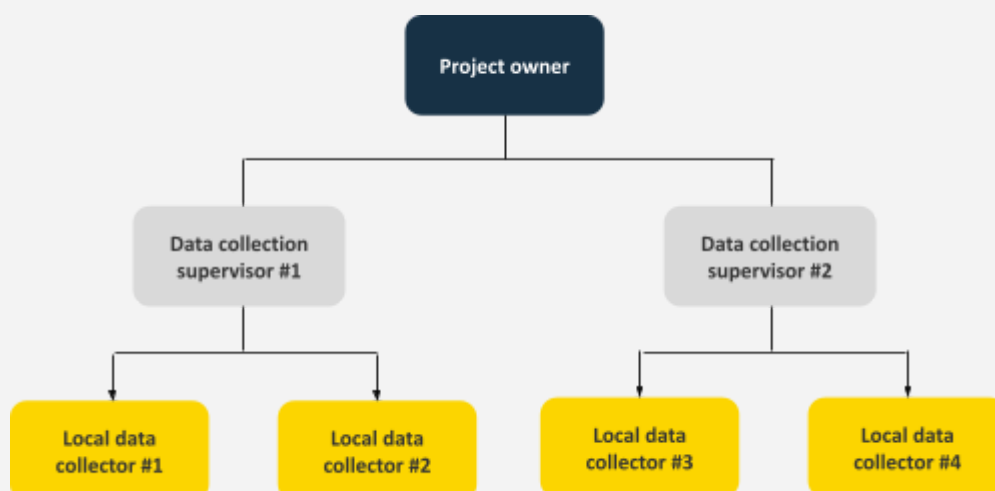 Project owner
Data collection
supervisor #1
Data collection
supervisor #2
Local data
collector #1
Local data
collector #2
Local data
collector #3
Local data
collector #4